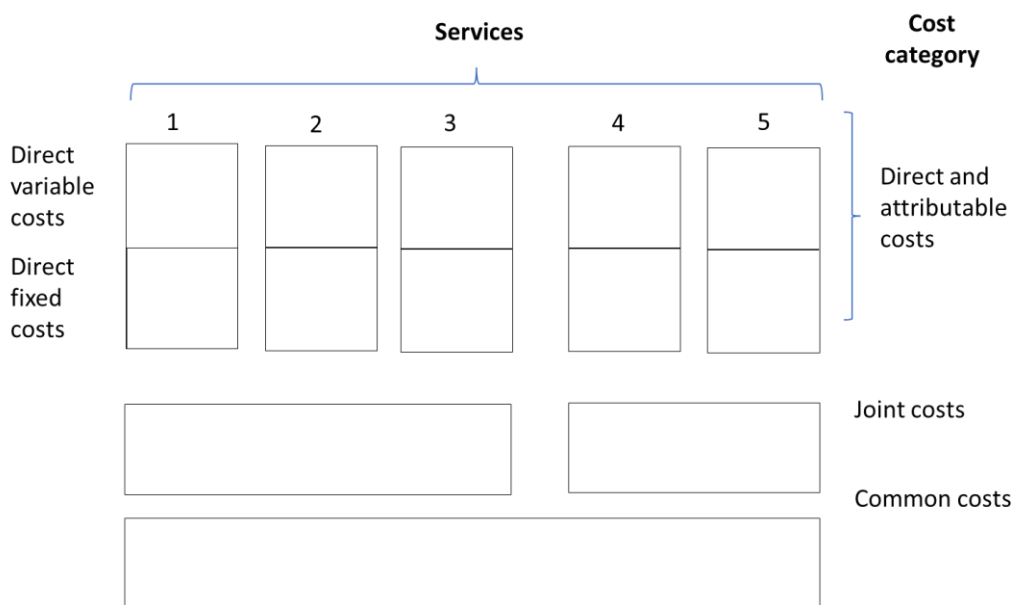 Services
Cost
category
1
2
3
4
5
Direct
variable
costs
Direct
fixed
costs
Direct and
attributable
costs
Joint costs
Common costs